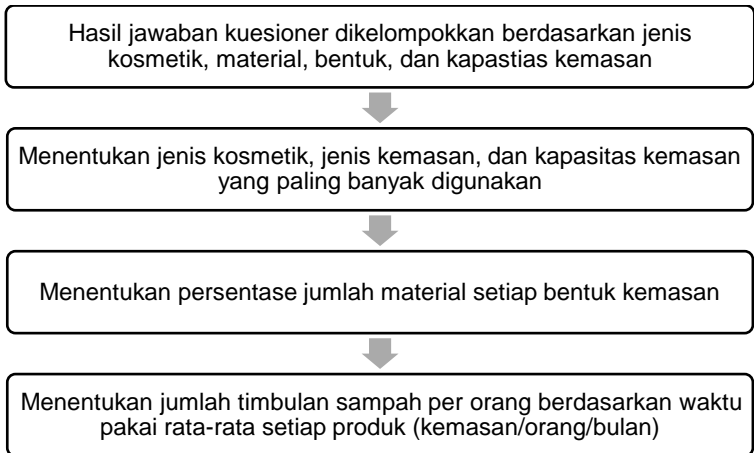 Hasil jawaban kuesioner dikelompokkan berdasarkan jenis
kosmetik, material, bentuk, dan kapastias kemasan
Menentukan jenis kosmetik, jenis kemasan, dan kapasitas kemasan
yang paling banyak digunakan
Menentukan persentase jumlah material setiap bentuk kemasan
Menentukan jumlah timbulan sampah per orang berdasarkan waktu
pakai rata-rata setiap produk (kemasan/orang/bulan)